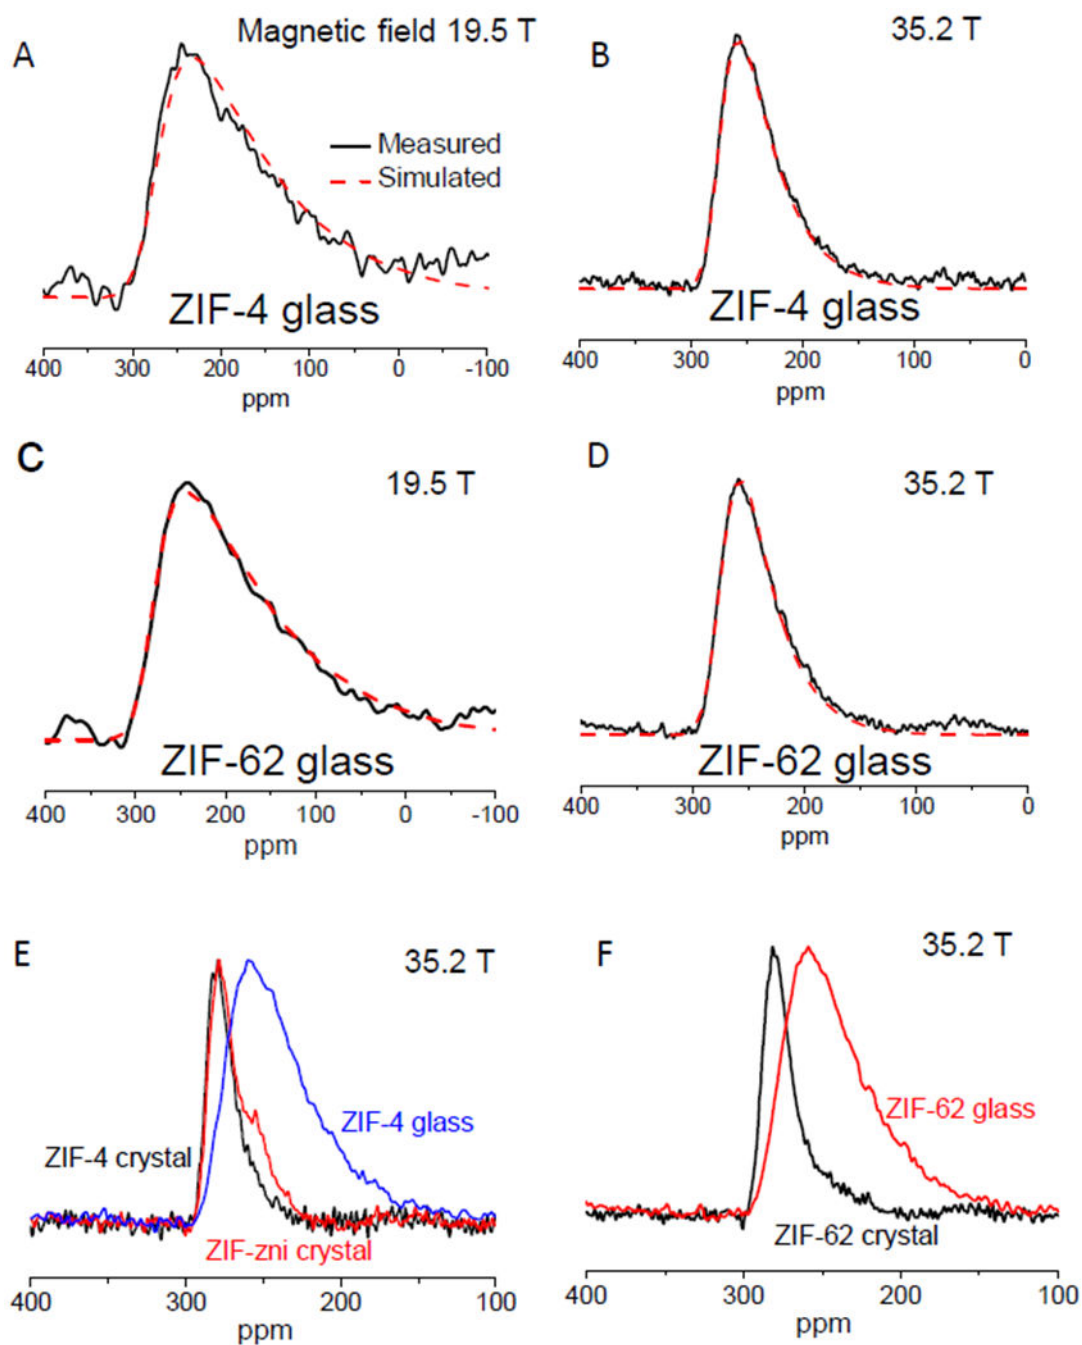 A
Magnetic field 19.5 T
Measured
Simulated
ZIF-4 glass
400 300 200 100 0 -100
ppm
B
35.2 T
ZIF-4 glass
400 300 200 100 0
ppm
C
19.5 T
ZIF-62 glass
400 300 200 100 0 -100
ppm
D
35.2 T
ZIF-62 glass
400 300 200 100 0
ppm
E
35.2 T
ZIF-4 glass
ZIF-4 crystal
ZIF-zni crystal
400 300 200 100
ppm
F
35.2 T
ZIF-62 glass
ZIF-62 crystal
400 300 200 100
ppm